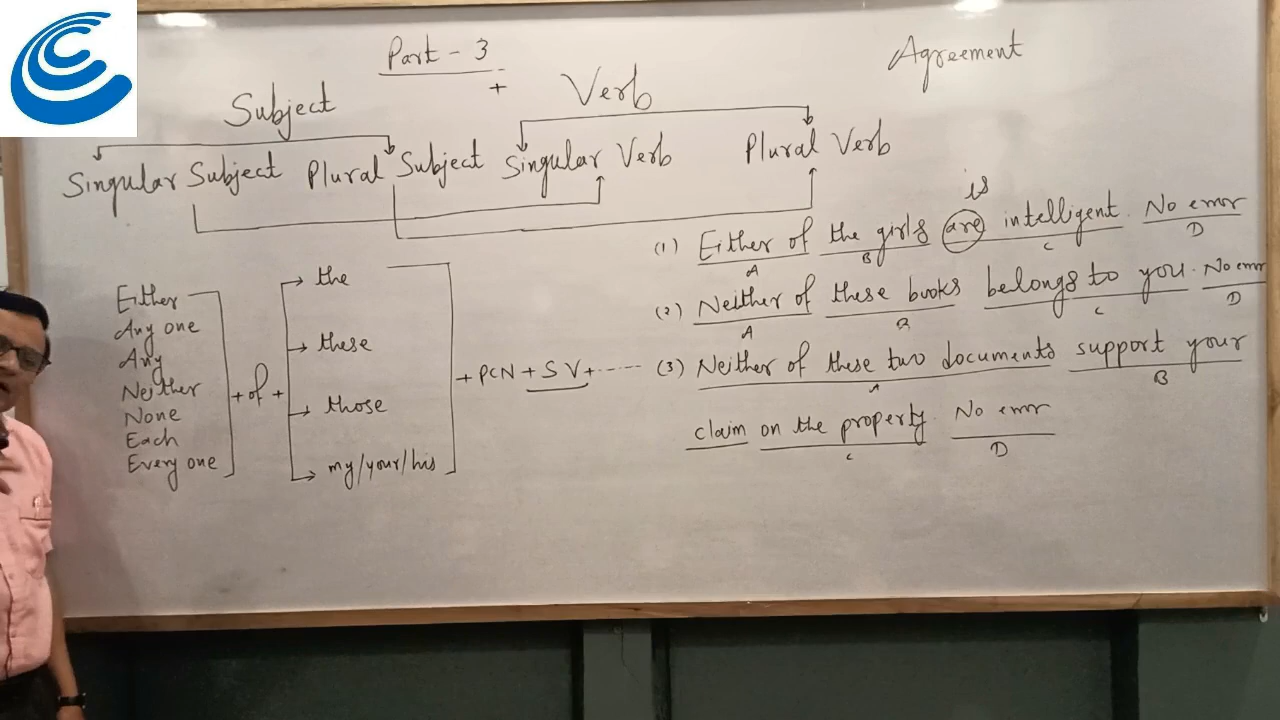 Part - 3
Agreement
Subject + Verb
Singular Subject Plural Subject Singular Verb Plural Verb
Either
Any one
Any
Neither
None
Each
Every one
+ of +
the
these
those
my/your/his
+ PCN + S V + ......
is
(1) Either of the girls are intelligent. No error
A B C D
(2) Neither of these books belongs to you. No error
A B C D
(3) Neither of these two documents support your
A B
claim on the property. No error
C D